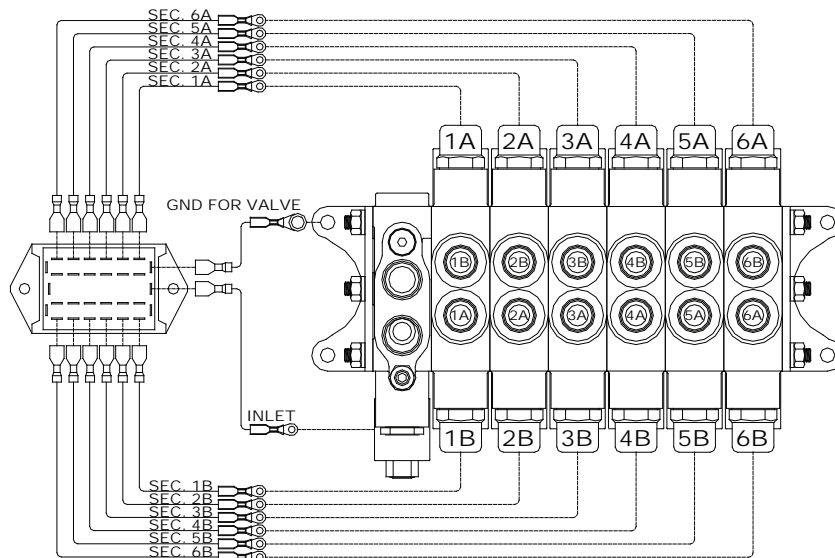 SEC. 6A
SEC. 5A
SEC. 4A
SEC. 3A
SEC. 2A
SEC. 1A
1A 2A 3A 4A 5A 6A
GND FOR VALVE
1B 2B 3B 4B 5B 6B
1A 2A 3A 4A 5A 6A
INLET
1B 2B 3B 4B 5B 6B
SEC. 1B
SEC. 2B
SEC. 3B
SEC. 4B
SEC. 5B
SEC. 6B